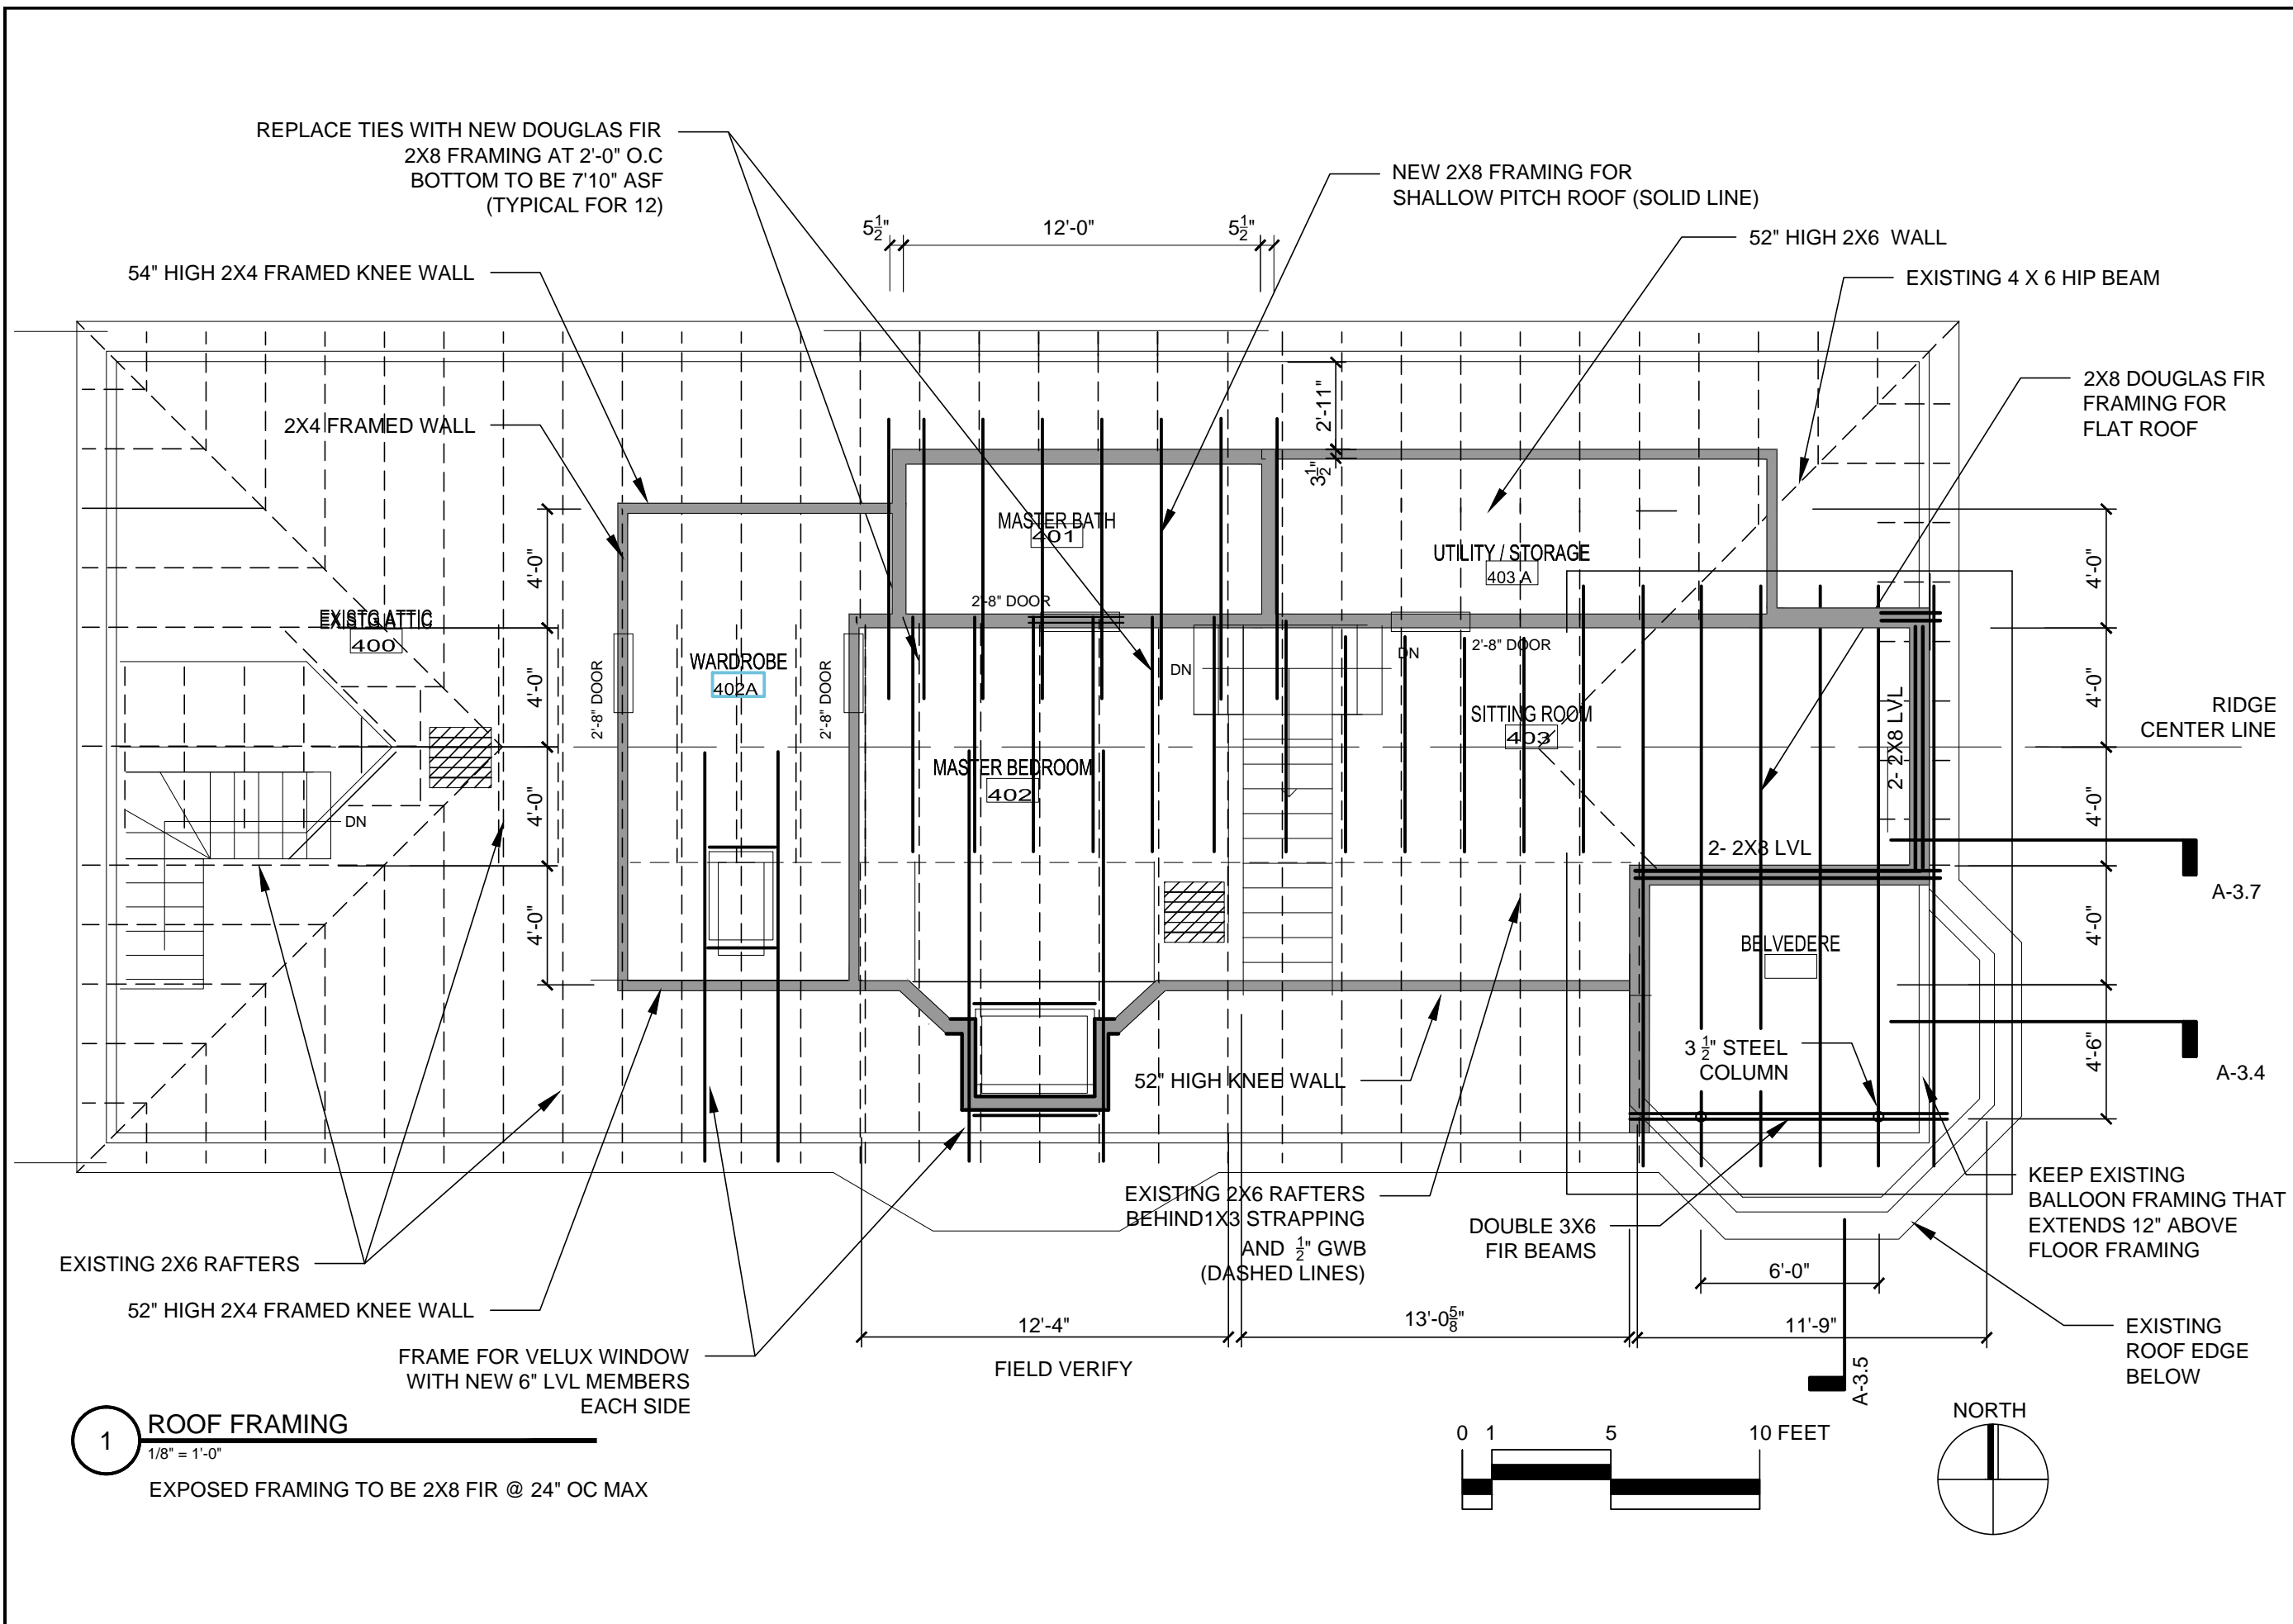 REPLACE TIES WITH NEW DOUGLAS FIR
2X8 FRAMING AT 2'-0" O.C
BOTTOM TO BE 7'10" ASF
(TYPICAL FOR 12)
NEW 2X8 FRAMING FOR
SHALLOW PITCH ROOF (SOLID LINE)
5 1/2"
12'-0"
5 1/2"
52" HIGH 2X6 WALL
54" HIGH 2X4 FRAMED KNEE WALL
EXISTING 4 X 6 HIP BEAM
2X8 DOUGLAS FIR
FRAMING FOR
FLAT ROOF
2X4 FRAMED WALL
2'-11"
3 1/2"
MASTER BATH
401
UTILITY / STORAGE
403 A
4'-0"
4'-0"
2'-8" DOOR
EXISTG ATTIC
400
2'-8" DOOR
WARDROBE
402A
2'-8" DOOR
DN
DN
2'-8" DOOR
4'-0"
4'-0"
SITTING ROOM
403
2- 2X8 LVL
RIDGE
CENTER LINE
MASTER BEDROOM
402
DN
4'-0"
4'-0"
2- 2X8 LVL
A-3.7
4'-0"
4'-0"
BELVEDERE
3 1/2" STEEL
COLUMN
4'-6"
A-3.4
52" HIGH KNEE WALL
EXISTING 2X6 RAFTERS
BEHIND1X3 STRAPPING
AND 1/2" GWB
(DASHED LINES)
DOUBLE 3X6
FIR BEAMS
KEEP EXISTING
BALLOON FRAMING THAT
EXTENDS 12" ABOVE
FLOOR FRAMING
EXISTING 2X6 RAFTERS
6'-0"
52" HIGH 2X4 FRAMED KNEE WALL
12'-4"
13'-0 5/8"
11'-9"
FIELD VERIFY
EXISTING
ROOF EDGE
BELOW
FRAME FOR VELUX WINDOW
WITH NEW 6" LVL MEMBERS
EACH SIDE
A-3.5
1
ROOF FRAMING
1/8" = 1'-0"
EXPOSED FRAMING TO BE 2X8 FIR @ 24" OC MAX
0 1 5 10 FEET
NORTH